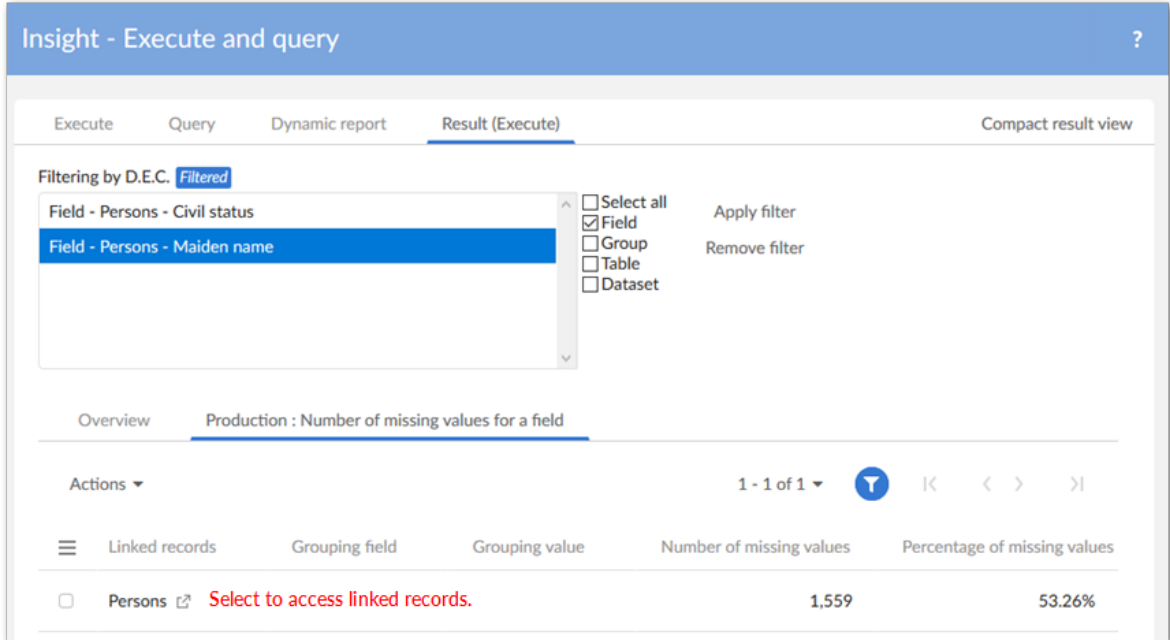 Insight - Execute and query ?
Execute Query Dynamic report Result (Execute) Compact result view
Filtering by D.E.C. Filtered
Field - Persons - Civil status
Field - Persons - Maiden name
Select all
Field
Group
Table
Dataset
Apply filter
Remove filter
Overview Production : Number of missing values for a field
Actions 1 - 1 of 1
Linked records Grouping field Grouping value Number of missing values Percentage of missing values
Persons Select to access linked records. 1,559 53.26%